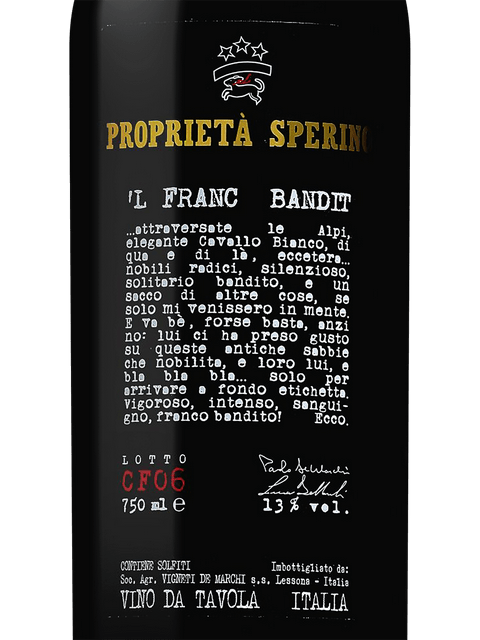 PROPRIETÀ SPERINO
'L FRANC BANDIT
...attraversate le Alpi,
elegante Cavallo Bianco, di
qua e di là, eccetera...
nobili radici, silenzioso,
solitario bandito, e un
sacco di altre cose, se
solo mi venissero in mente.
E va bè, forse basta, anzi
no: lui ci ha preso gusto
su queste antiche sabbie
che nobilita, e loro lui, e
bla bla bla... solo per
arrivare a fondo etichetta.
Vigoroso, intenso, sangui-
gno, franco bandito! Ecco.
LOTTO
CF06
750 ml e
13% vol.
CONTIENE SOLFITI
Imbottigliato da:
Soc. Agr. VIGNETI DE MARCHI s.s. Lessona - Italia
VINO DA TAVOLA ITALIA